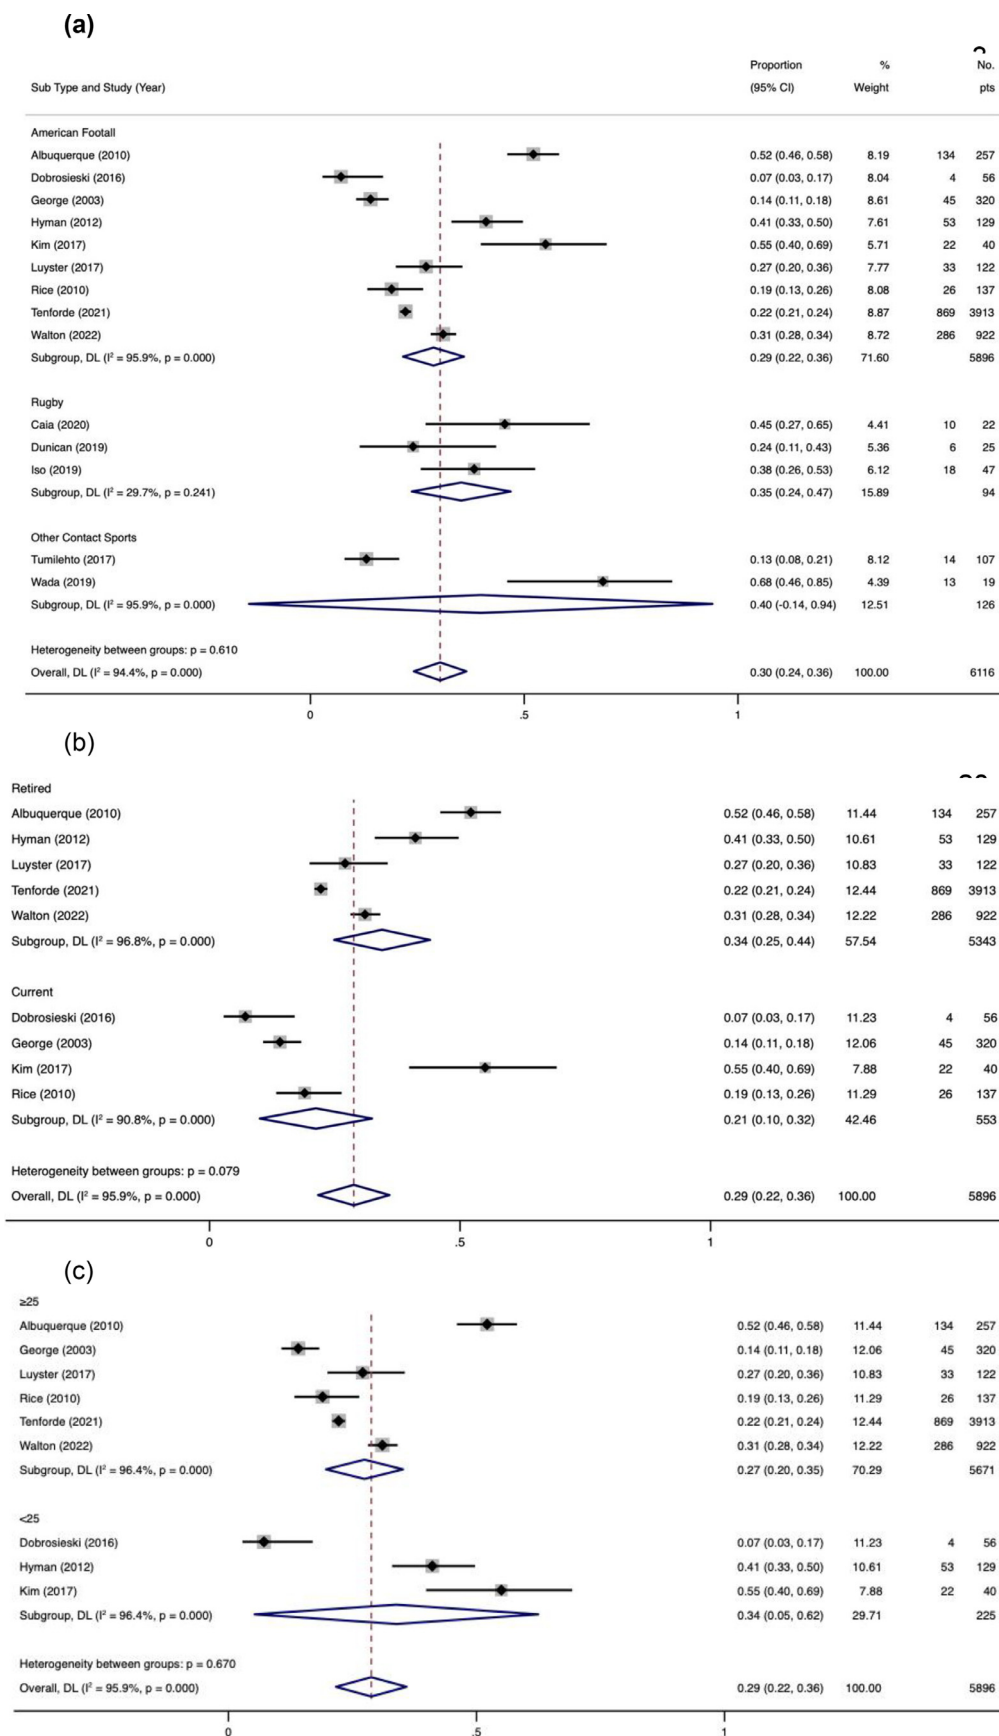 (a)
Proportion % No.
Sub Type and Study (Year) (95% CI) Weight pts
American Footall
Albuquerque (2010) 0.52 (0.46, 0.58) 8.19 134 257
Dobrosieski (2016) 0.07 (0.03, 0.17) 8.04 4 56
George (2003) 0.14 (0.11, 0.18) 8.61 45 320
Hyman (2012) 0.41 (0.33, 0.50) 7.61 53 129
Kim (2017) 0.55 (0.40, 0.69) 5.71 22 40
Luyster (2017) 0.27 (0.20, 0.36) 7.77 33 122
Rice (2010) 0.19 (0.13, 0.26) 8.08 26 137
Tenforde (2021) 0.22 (0.21, 0.24) 8.87 869 3913
Walton (2022) 0.31 (0.28, 0.34) 8.72 286 922
Subgroup, DL (I² = 95.9%, p = 0.000) 0.29 (0.22, 0.36) 71.60 5896
Rugby
Caia (2020) 0.45 (0.27, 0.65) 4.41 10 22
Dunican (2019) 0.24 (0.11, 0.43) 5.36 6 25
Iso (2019) 0.38 (0.26, 0.53) 6.12 18 47
Subgroup, DL (I² = 29.7%, p = 0.241) 0.35 (0.24, 0.47) 15.89 94
Other Contact Sports
Tumilehto (2017) 0.13 (0.08, 0.21) 8.12 14 107
Wada (2019) 0.68 (0.46, 0.85) 4.39 13 19
Subgroup, DL (I² = 95.9%, p = 0.000) 0.40 (-0.14, 0.94) 12.51 126
Heterogeneity between groups: p = 0.610
Overall, DL (I² = 94.4%, p = 0.000) 0.30 (0.24, 0.36) 100.00 6116
0 .5 1
(b)
Retired
Albuquerque (2010) 0.52 (0.46, 0.58) 11.44 134 257
Hyman (2012) 0.41 (0.33, 0.50) 10.61 53 129
Luyster (2017) 0.27 (0.20, 0.36) 10.83 33 122
Tenforde (2021) 0.22 (0.21, 0.24) 12.44 869 3913
Walton (2022) 0.31 (0.28, 0.34) 12.22 286 922
Subgroup, DL (I² = 96.8%, p = 0.000) 0.34 (0.25, 0.44) 57.54 5343
Current
Dobrosieski (2016) 0.07 (0.03, 0.17) 11.23 4 56
George (2003) 0.14 (0.11, 0.18) 12.06 45 320
Kim (2017) 0.55 (0.40, 0.69) 7.88 22 40
Rice (2010) 0.19 (0.13, 0.26) 11.29 26 137
Subgroup, DL (I² = 90.8%, p = 0.000) 0.21 (0.10, 0.32) 42.46 553
Heterogeneity between groups: p = 0.079
Overall, DL (I² = 95.9%, p = 0.000) 0.29 (0.22, 0.36) 100.00 5896
0 .5 1
(c)
≥25
Albuquerque (2010) 0.52 (0.46, 0.58) 11.44 134 257
George (2003) 0.14 (0.11, 0.18) 12.06 45 320
Luyster (2017) 0.27 (0.20, 0.36) 10.83 33 122
Rice (2010) 0.19 (0.13, 0.26) 11.29 26 137
Tenforde (2021) 0.22 (0.21, 0.24) 12.44 869 3913
Walton (2022) 0.31 (0.28, 0.34) 12.22 286 922
Subgroup, DL (I² = 96.4%, p = 0.000) 0.27 (0.20, 0.35) 70.29 5671
<25
Dobrosieski (2016) 0.07 (0.03, 0.17) 11.23 4 56
Hyman (2012) 0.41 (0.33, 0.50) 10.61 53 129
Kim (2017) 0.55 (0.40, 0.69) 7.88 22 40
Subgroup, DL (I² = 96.4%, p = 0.000) 0.34 (0.05, 0.62) 29.71 225
Heterogeneity between groups: p = 0.670
Overall, DL (I² = 95.9%, p = 0.000) 0.29 (0.22, 0.36) 100.00 5896
0 .5 1